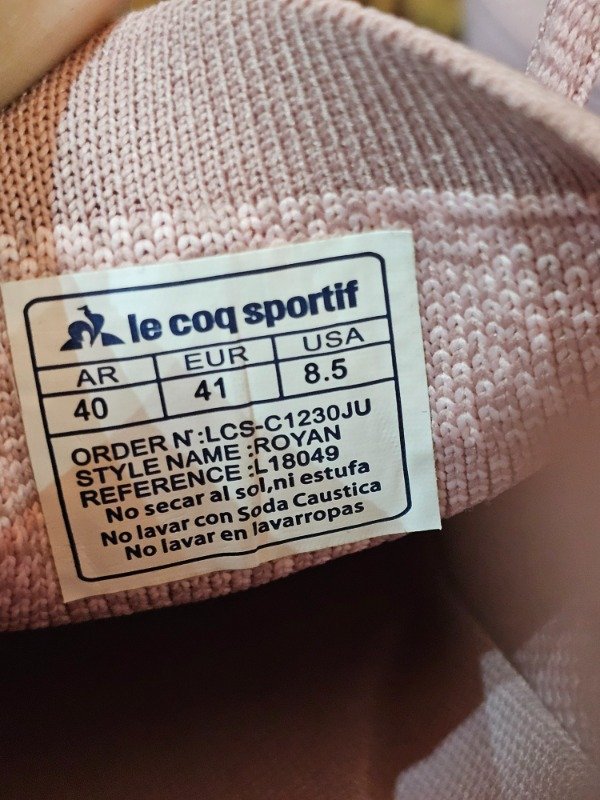 le coq sportif
AR EUR USA
40 41 8.5
ORDER N°:LCS-C1230JU
STYLE NAME :ROYAN
REFERENCE :L18049
No secar al sol,ni estufa
No lavar con Soda Caustica
No lavar en lavarropas